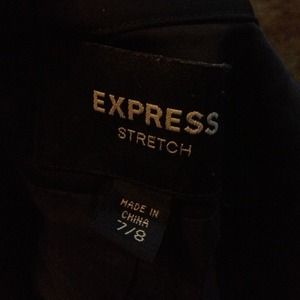 EXPRESS
STRETCH
MADE IN
CHINA
7/8